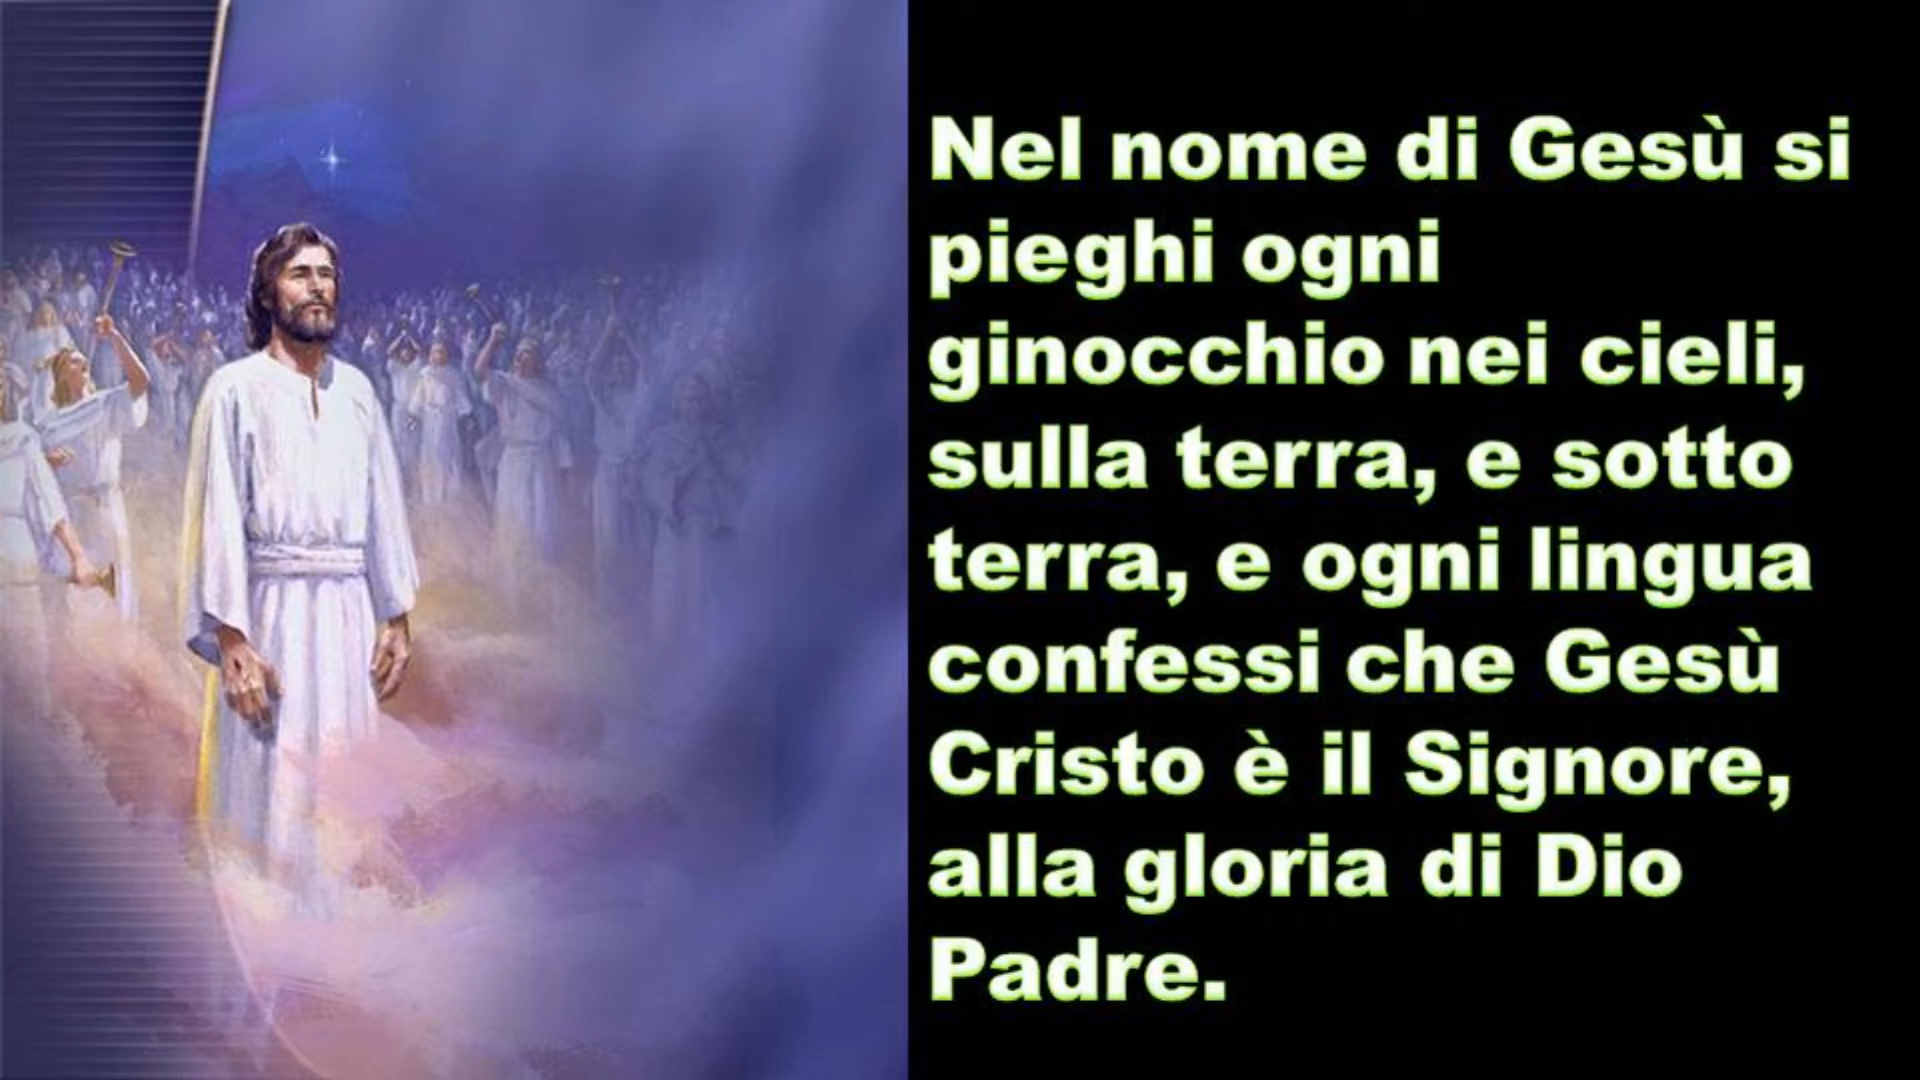 Nel nome di Gesù si
pieghi ogni
ginocchio nei cieli,
sulla terra, e sotto
terra, e ogni lingua
confessi che Gesù
Cristo è il Signore,
alla gloria di Dio
Padre.